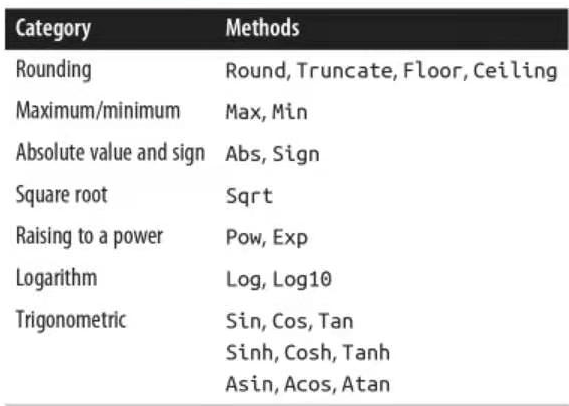 Category Methods
Rounding Round, Truncate, Floor, Ceiling
Maximum/minimum Max, Min
Absolute value and sign Abs, Sign
Square root Sqrt
Raising to a power Pow, Exp
Logarithm Log, Log10
Trigonometric Sin, Cos, Tan
Sinh, Cosh, Tanh
Asin, Acos, Atan